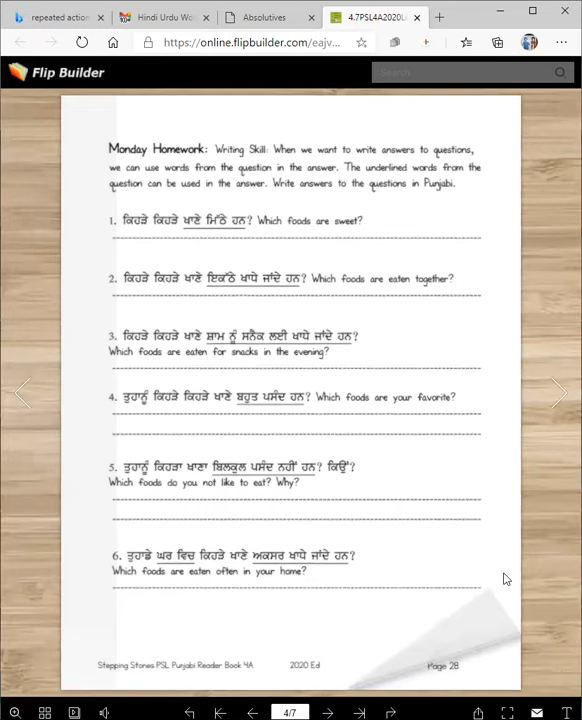 repeated action
Hindi Urdu Wo
Absolutives
4.7PSL4A2020L
https://online.flipbuilder.com/eajv...
Flip Builder
Search
Monday Homework: Writing Skill: When we want to write answers to questions,
we can use words from the question in the answer. The underlined words from the
question can be used in the answer. Write answers to the questions in Punjabi.
1. ਕਿਹੜੇ ਕਿਹੜੇ ਖਾਣੇ ਮਿੱਠੇ ਹਨ? Which foods are sweet?
2. ਕਿਹੜੇ ਕਿਹੜੇ ਖਾਣੇ ਇਕੱਠੇ ਖਾਧੇ ਜਾਂਦੇ ਹਨ? Which foods are eaten together?
3. ਕਿਹੜੇ ਕਿਹੜੇ ਖਾਣੇ ਸ਼ਾਮ ਨੂੰ ਸਨੈਕ ਲਈ ਖਾਧੇ ਜਾਂਦੇ ਹਨ?
Which foods are eaten for snacks in the evening?
4. ਤੁਹਾਨੂੰ ਕਿਹੜੇ ਕਿਹੜੇ ਖਾਣੇ ਬਹੁਤ ਪਸੰਦ ਹਨ? Which foods are your favorite?
5. ਤੁਹਾਨੂੰ ਕਿਹੜਾ ਖਾਣਾ ਬਿਲਕੁਲ ਪਸੰਦ ਨਹੀਂ ਹਨ? ਕਿਉਂ?
Which foods do you not like to eat? Why?
6. ਤੁਹਾਡੇ ਘਰ ਵਿਚ ਕਿਹੜੇ ਖਾਣੇ ਅਕਸਰ ਖਾਧੇ ਜਾਂਦੇ ਹਨ?
Which foods are eaten often in your home?
Stepping Stones PSL Punjabi Reader Book 4A 2020 Ed Page 28
4/7